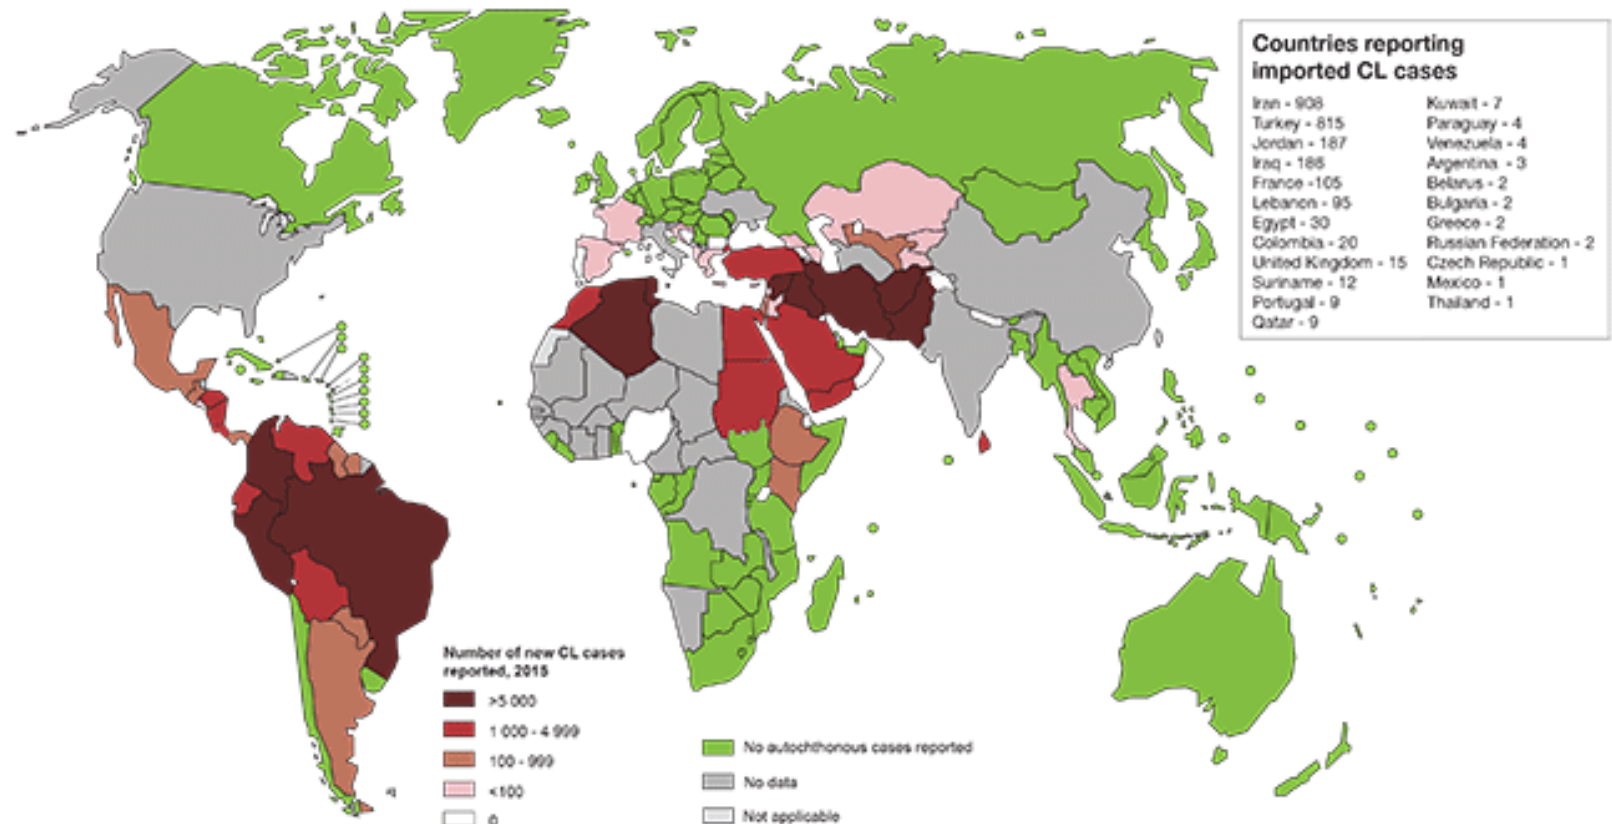 Countries reporting
imported CL cases
Iran - 908
Turkey - 815
Jordan - 187
Iraq - 186
France -105
Lebanon - 95
Egypt - 30
Colombia - 20
United Kingdom - 15
Suriname - 12
Portugal - 9
Qatar - 9
Kuwait - 7
Paraguay - 4
Venezuela - 4
Argentina - 3
Belarus - 2
Bulgaria - 2
Greece - 2
Russian Federation - 2
Czech Republic - 1
Mexico - 1
Thailand - 1
Number of new CL cases
reported, 2015
>5 000
1 000 - 4 999
100 - 999
<100
0
No autochthonous cases reported
No data
Not applicable